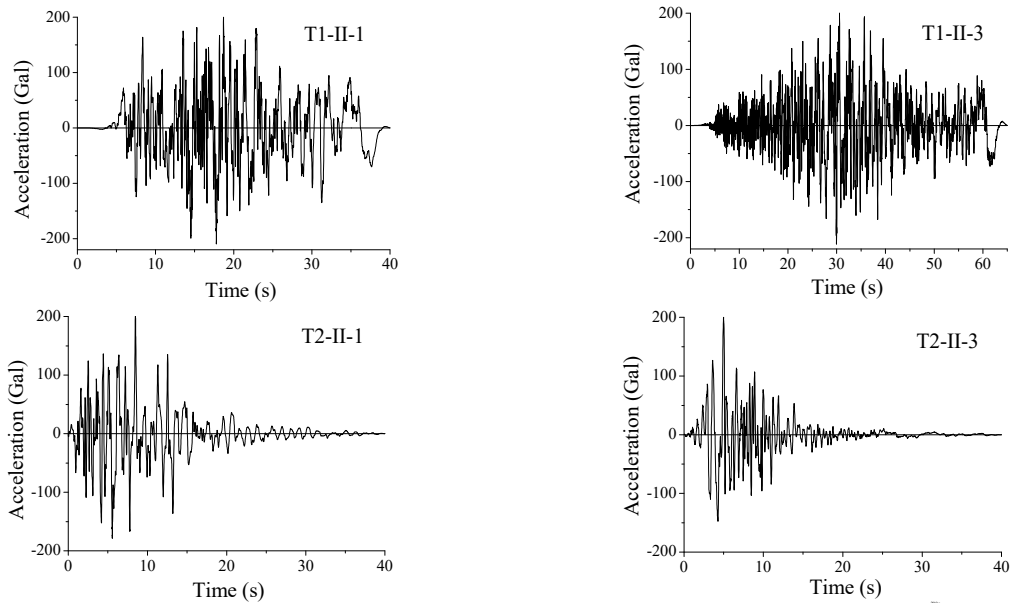 T1-II-1
Acceleration (Gal)
200
100
0
-100
-200
0 10 20 30 40
Time (s)
T1-II-3
Acceleration (Gal)
200
100
0
-100
-200
0 10 20 30 40 50 60
Time (s)
T2-II-1
Acceleration (Gal)
200
100
0
-100
-200
0 10 20 30 40
Time (s)
T2-II-3
Acceleration (Gal)
200
100
0
-100
-200
0 10 20 30 40
Time (s)